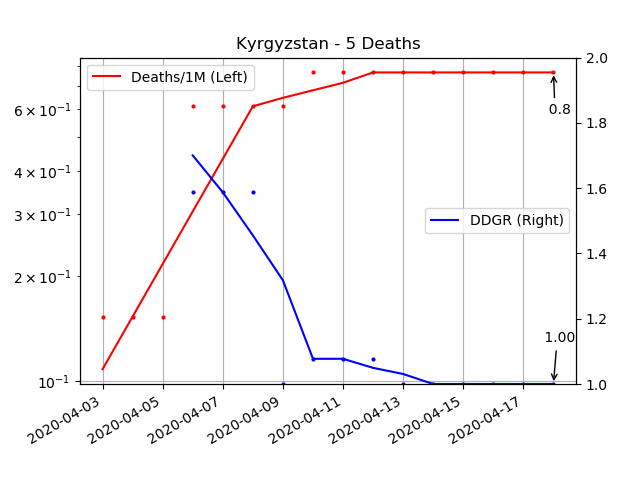 Kyrgyzstan - 5 Deaths
Deaths/1M (Left)
DDGR (Right)
6 × 10⁻¹
4 × 10⁻¹
3 × 10⁻¹
2 × 10⁻¹
10⁻¹
2.0
1.8
1.6
1.4
1.2
1.0
0.8
1.00
2020-04-03
2020-04-05
2020-04-07
2020-04-09
2020-04-11
2020-04-13
2020-04-15
2020-04-17